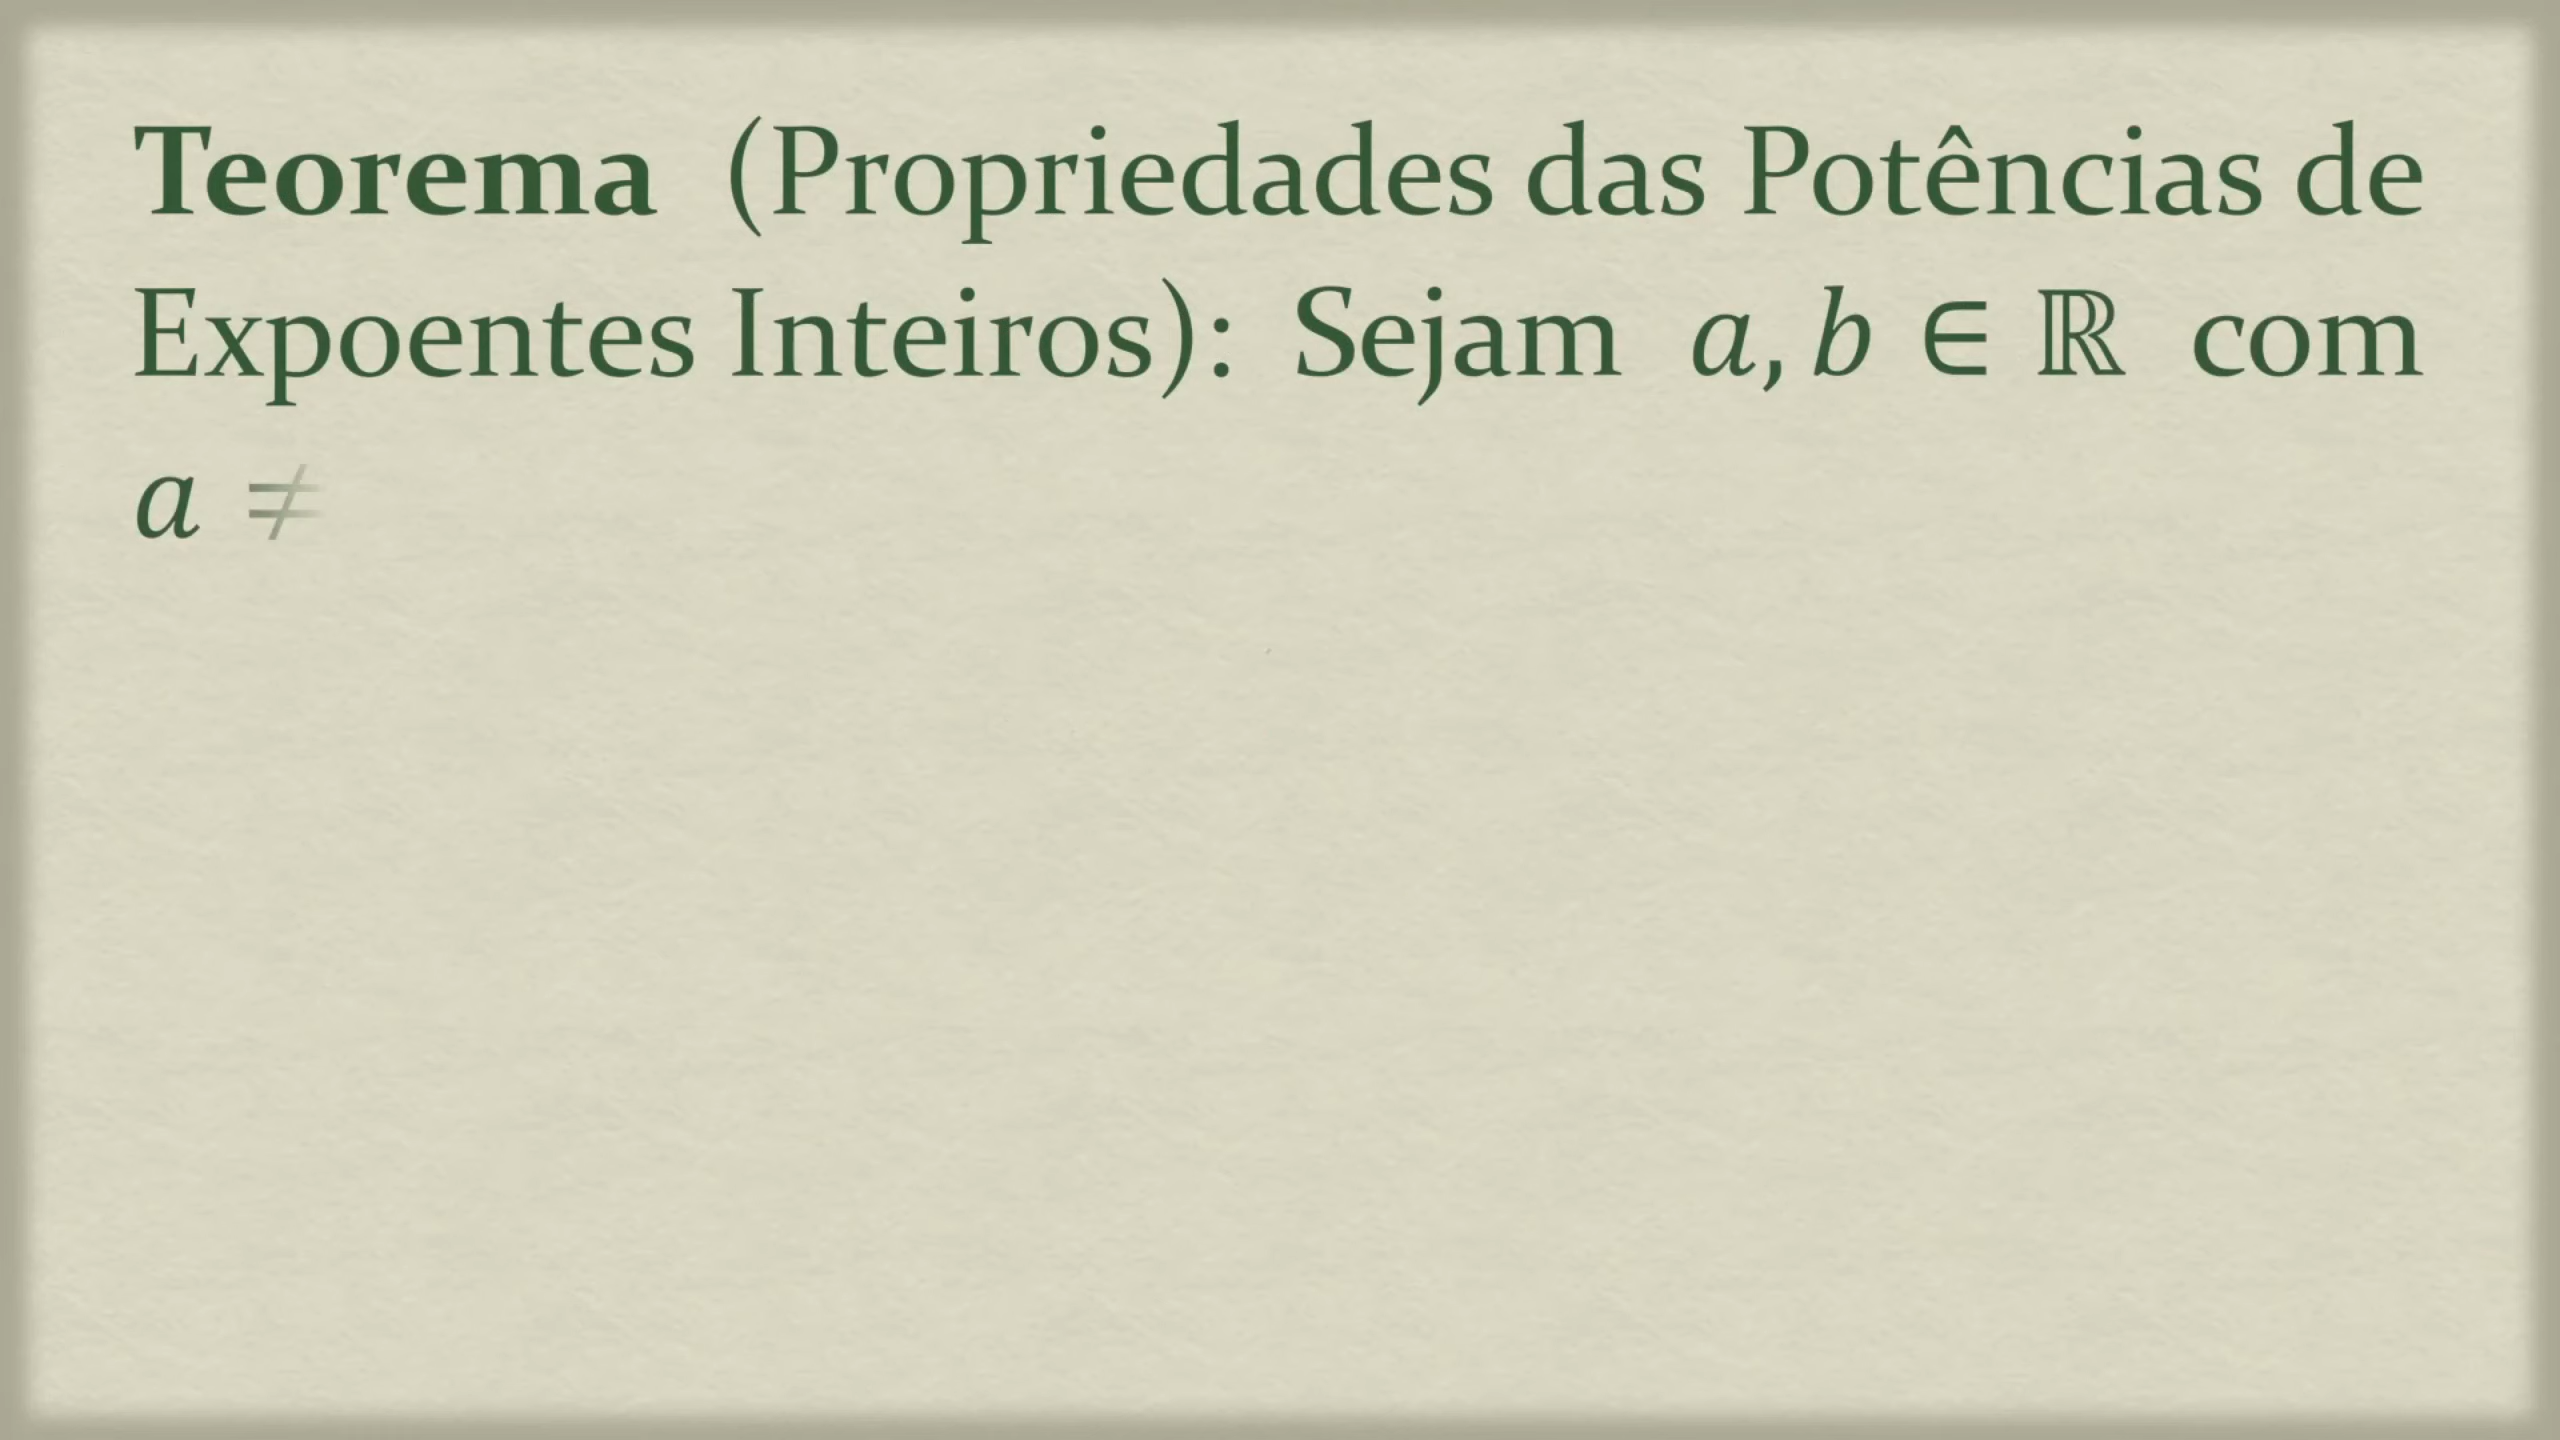 Teorema (Propriedades das Potências de
Expoentes Inteiros): Sejam a, b ∈ ℝ com
a ≠